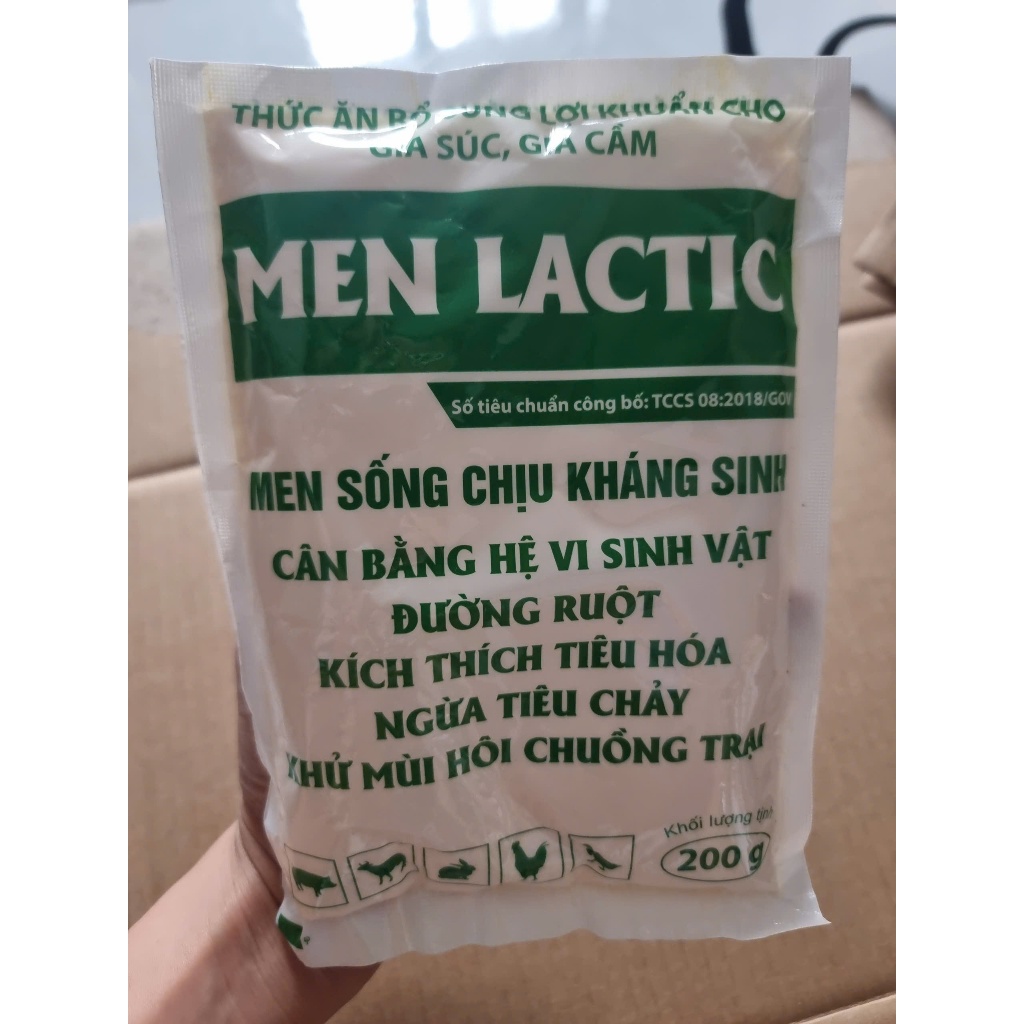 THỨC ĂN BỔ SUNG LỢI KHUẨN CHO
GIA SÚC, GIA CẦM
MEN LACTIC
Số tiêu chuẩn công bố: TCCS 08:2018/GOV
MEN SỐNG CHỊU KHÁNG SINH
CÂN BẰNG HỆ VI SINH VẬT
ĐƯỜNG RUỘT
KÍCH THÍCH TIÊU HÓA
NGỪA TIÊU CHẢY
KHỬ MÙI HÔI CHUỒNG TRẠI
Khối lượng tịnh
200 g